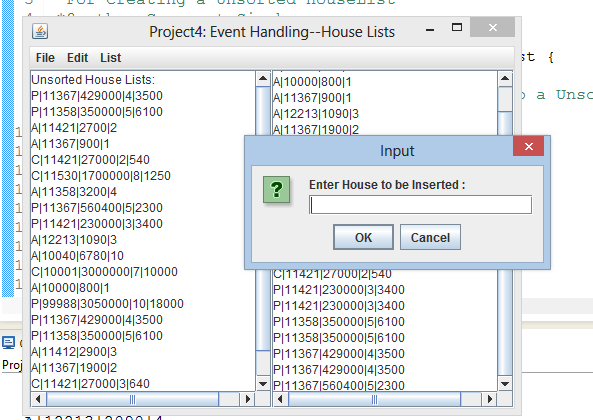 For Creating a Unsorted HouseList
Project4: Event Handling--House Lists
File Edit List
st {
a Unso
Unsorted House Lists:
P|11367|429000|4|3500
P|11358|350000|5|6100
A|11421|2700|2
A|11367|900|1
C|11421|27000|2|540
C|11530|1700000|8|1250
A|11358|3200|4
P|11367|560400|5|2300
P|11421|230000|3|3400
A|12213|1090|3
A|10040|6780|10
C|10001|3000000|7|10000
A|10000|800|1
P|99988|3050000|10|18000
P|11367|429000|4|3500
P|11358|350000|5|6100
A|11412|2900|3
A|11367|1900|2
C|11421|27000|3|640
A|10000|800|1
A|11367|900|1
A|12213|1090|3
A|11367|1900|2
Input
Enter House to be Inserted :
OK Cancel
C|11421|27000|2|540
P|11421|230000|3|3400
P|11421|230000|3|3400
P|11358|350000|5|6100
P|11358|350000|5|6100
P|11367|429000|4|3500
P|11367|429000|4|3500
P|11367|560400|5|2300
Proj